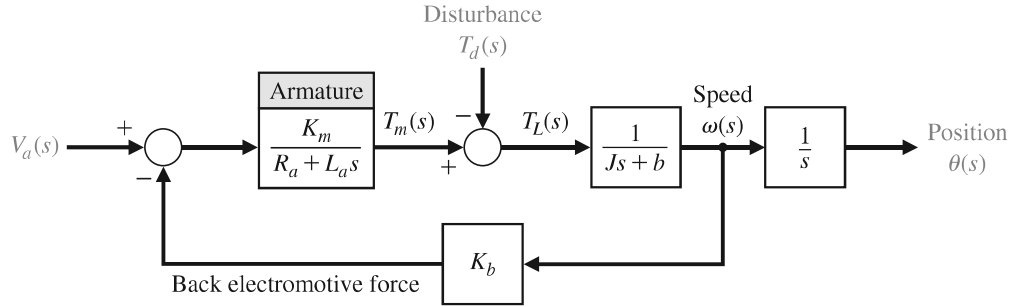 Disturbance
T_d(s)
Armature
Speed
V_a(s)
+
K_m
R_a + L_a s
T_m(s)
−
+
T_L(s)
1
Js + b
ω(s)
1
s
Position
θ(s)
−
K_b
Back electromotive force